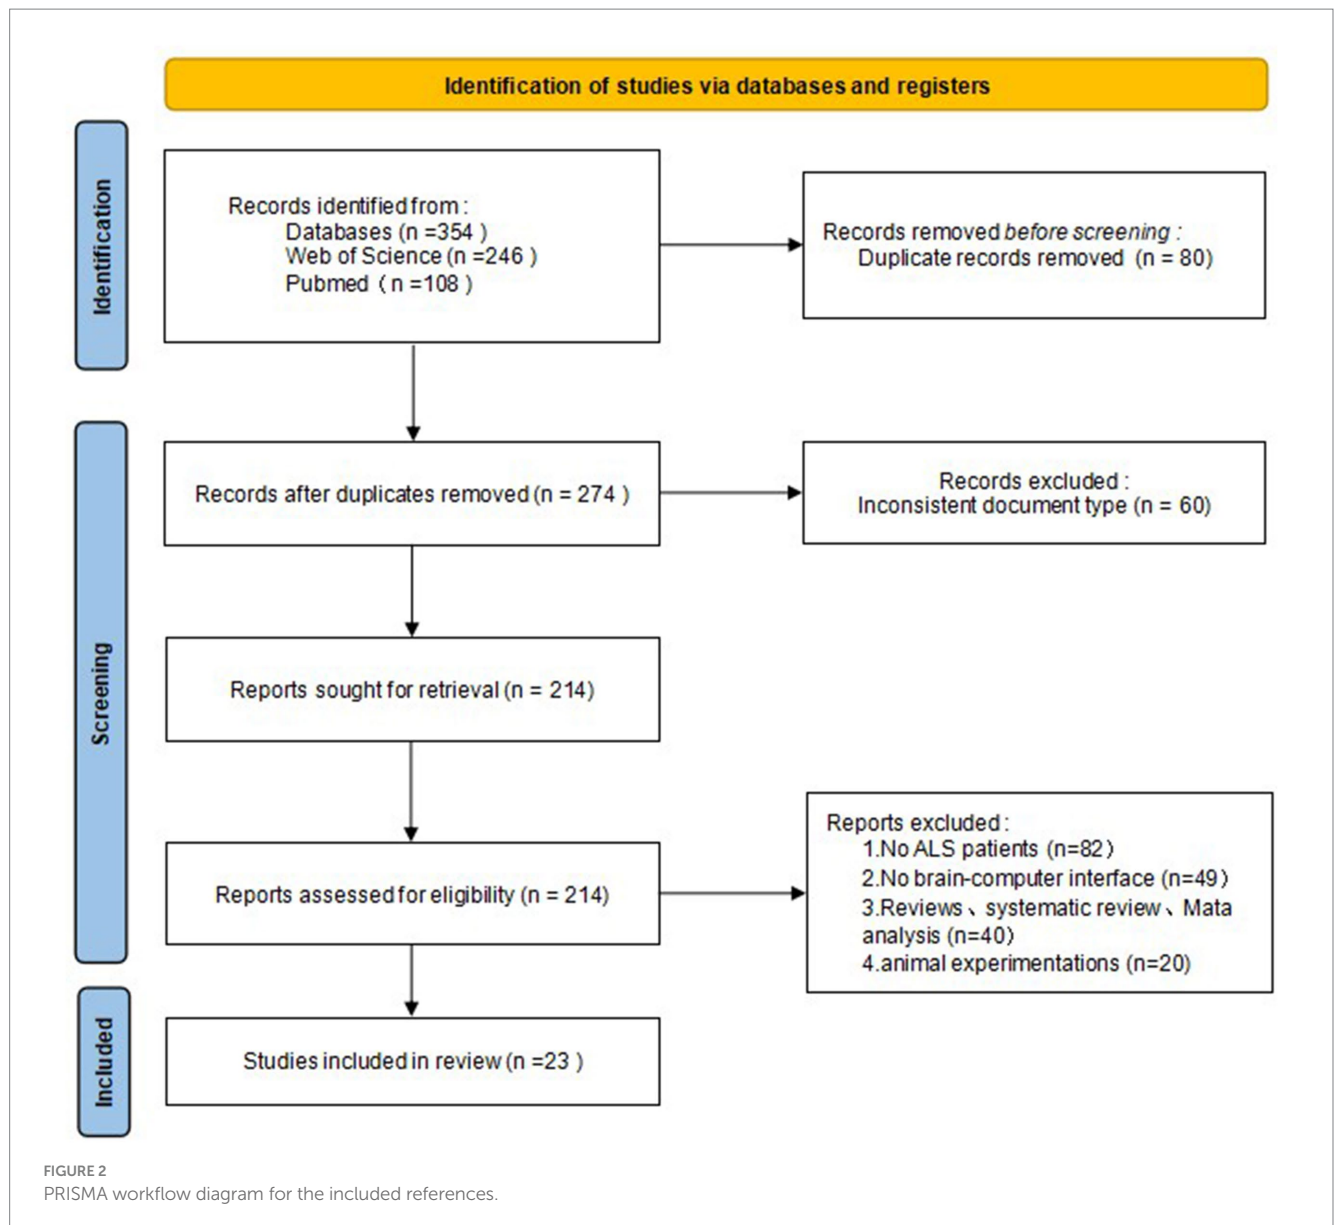 Identification of studies via databases and registers
Identification
Records identified from :
Databases (n =354 )
Web of Science (n =246 )
Pubmed ( n =108 )
Records removed before screening :
Duplicate records removed (n = 80)
Screening
Records after duplicates removed (n = 274 )
Records excluded :
Inconsistent document type (n = 60)
Reports sought for retrieval (n = 214)
Reports assessed for eligibility (n = 214)
Reports excluded :
1.No ALS patients (n=82)
2.No brain-computer interface (n=49)
3.Reviews、systematic review、Mata
analysis (n=40)
4.animal experimentations (n=20)
Included
Studies included in review (n =23 )
FIGURE 2
PRISMA workflow diagram for the included references.